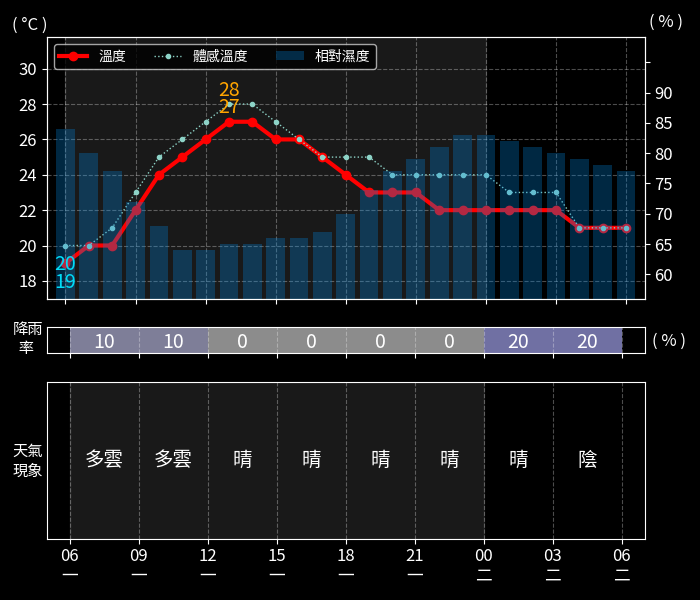 ( °C )
( % )
溫度 體感溫度 相對濕度
30
28
26
24
22
20
18
90
85
80
75
70
65
60
28
27
20
19
降雨
率
10 10 0 0 0 0 20 20
( % )
天氣
現象
多雲 多雲 晴 晴 晴 晴 晴 陰
06 09 12 15 18 21 00 03 06
一 一 一 一 一 一 二 二 二